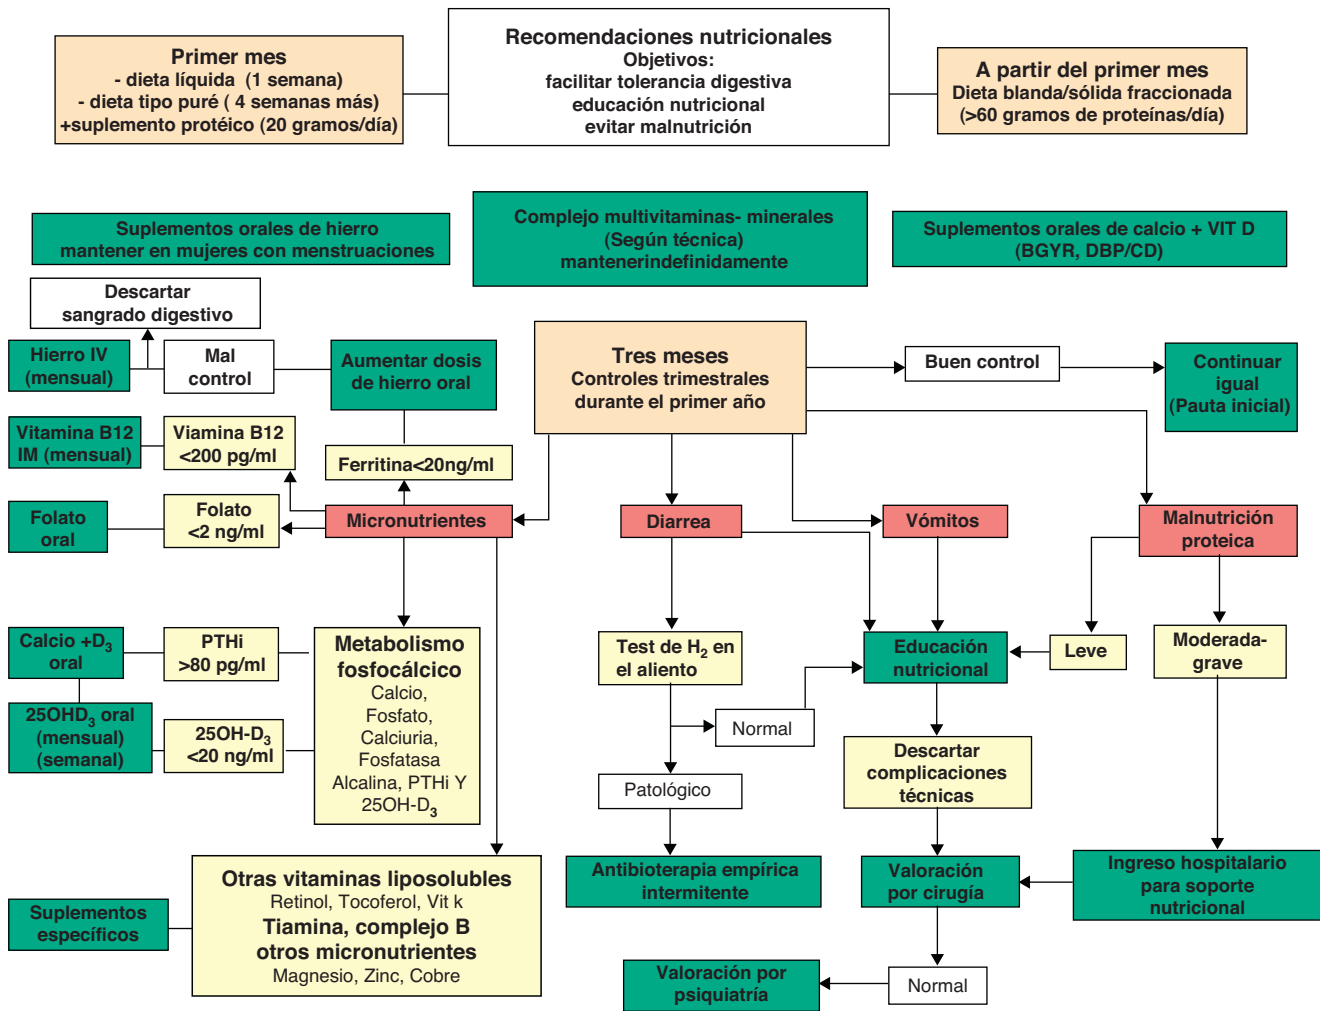 Primer mes
- dieta líquida (1 semana)
- dieta tipo puré ( 4 semanas más)
+suplemento protéico (20 gramos/día)
Recomendaciones nutricionales
Objetivos:
facilitar tolerancia digestiva
educación nutricional
evitar malnutrición
A partir del primer mes
Dieta blanda/sólida fraccionada
(>60 gramos de proteínas/día)
Suplementos orales de hierro
mantener en mujeres con menstruaciones
Complejo multivitaminas- minerales
(Según técnica)
mantenerindefinidamente
Suplementos orales de calcio + VIT D
(BGYR, DBP/CD)
Descartar
sangrado digestivo
Hierro IV
(mensual)
Mal
control
Aumentar dosis
de hierro oral
Tres meses
Controles trimestrales
durante el primer año
Buen control
Continuar
igual
(Pauta inicial)
Vitamina B12
IM (mensual)
Viamina B12
<200 pg/ml
Ferritina<20ng/ml
Folato
oral
Folato
<2 ng/ml
Micronutrientes
Diarrea
Vómitos
Malnutrición
proteica
Calcio +D3
oral
PTHi
>80 pg/ml
Metabolismo
fosfocálcico
Calcio,
Fosfato,
Calciuria,
Fosfatasa
Alcalina, PTHi Y
25OH-D3
25OHD3 oral
(mensual)
(semanal)
25OH-D3
<20 ng/ml
Test de H2 en
el aliento
Educación
nutricional
Leve
Moderada-
grave
Normal
Patológico
Descartar
complicaciones
técnicas
Antibioterapia empírica
intermitente
Valoración
por cirugía
Ingreso hospitalario
para soporte
nutricional
Suplementos
específicos
Otras vitaminas liposolubles
Retinol, Tocoferol, Vit k
Tiamina, complejo B
otros micronutrientes
Magnesio, Zinc, Cobre
Valoración por
psiquiatría
Normal